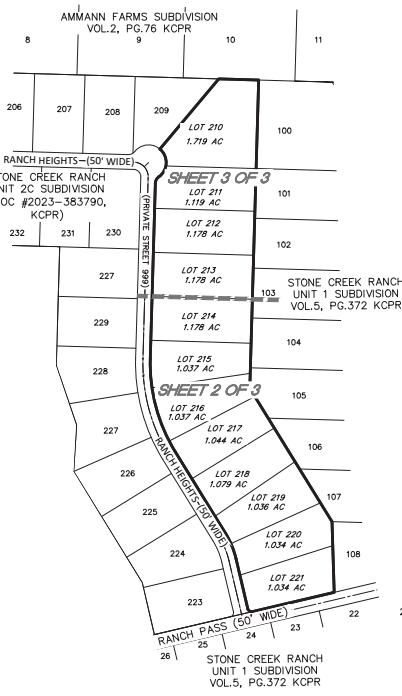 AMMANN FARMS SUBDIVISION
VOL.2, PG.76 KCPR
8
9
10
11
206
207
208
209
LOT 210
1.719 AC
100
RANCH HEIGHTS-(50' WIDE)
SHEET 3 OF 3
TONE CREEK RANCH
NIT 2C SUBDIVISION
OC #2023-383790,
KCPR)
(PRIVATE STREET 999)
LOT 211
1.119 AC
101
LOT 212
1.178 AC
232
231
230
102
227
LOT 213
1.178 AC
103
STONE CREEK RANCH
UNIT 1 SUBDIVISION
VOL.5, PG.372 KCPR
229
LOT 214
1.178 AC
104
228
LOT 215
1.037 AC
SHEET 2 OF 3
105
LOT 216
1.037 AC
227
LOT 217
1.044 AC
106
RANCH HEIGHTS-(50' WIDE)
226
LOT 218
1.079 AC
225
LOT 219
1.036 AC
107
224
LOT 220
1.034 AC
108
LOT 221
1.034 AC
223
RANCH PASS (50' WIDE)
26
25
24
23
22
2
STONE CREEK RANCH
UNIT 1 SUBDIVISION
VOL.5, PG.372 KCPR